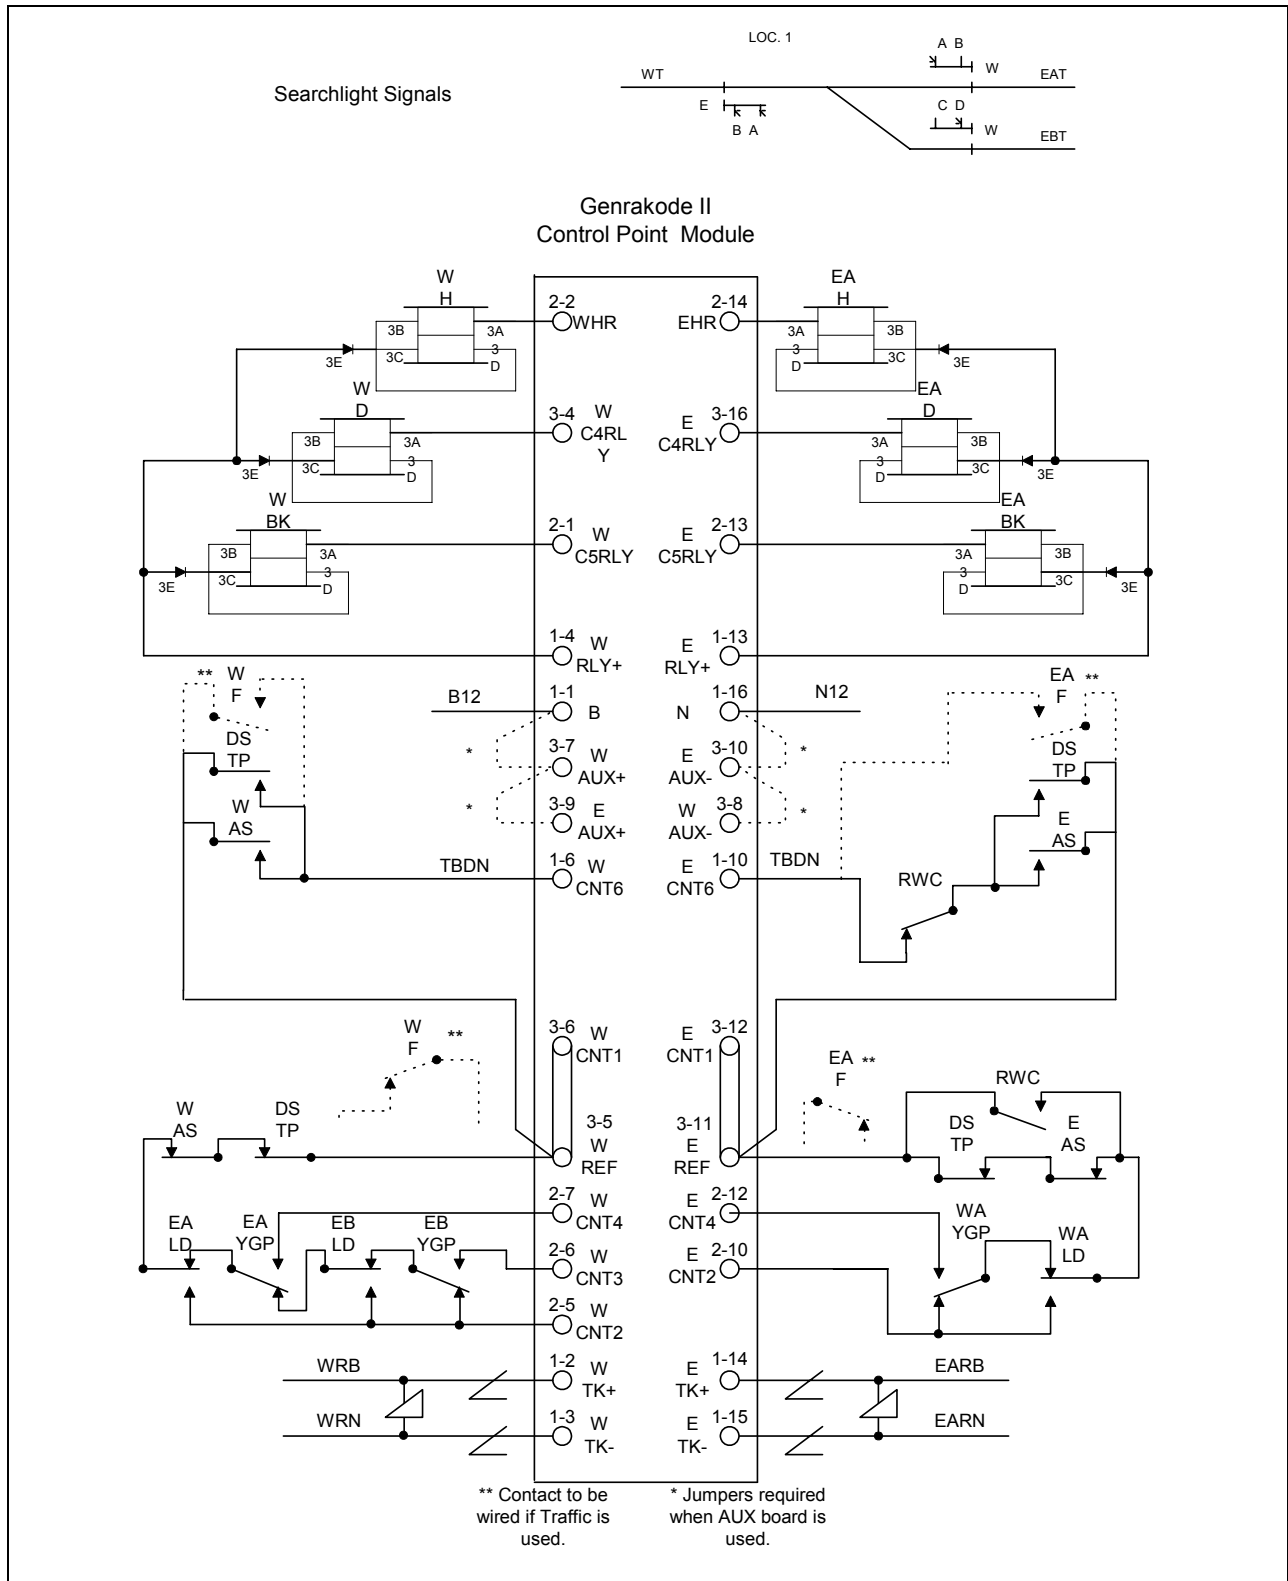 LOC. 1
A B
W
WT
EAT
Searchlight Signals
E
B A
C D
W
EBT
Genrakode II
Control Point Module
W
H
3B
3A
3E
3C
3
D
2-2
WHR
2-14
EHR
EA
H
3A
3B
3
D
3C
3E
W
D
3B
3A
3E
3C
3
D
3-4
W
C4RL
Y
3-16
E
C4RLY
EA
D
3A
3B
3
D
3C
3E
W
BK
3B
3A
3E
3C
3
D
2-1
W
C5RLY
2-13
E
C5RLY
EA
BK
3A
3B
3
D
3C
3E
1-4
W
RLY+
1-13
E
RLY+
**
W
F
B12
1-1
B
1-16
N
N12
EA
F
**
DS
TP
*
3-7
W
AUX+
3-10
E
AUX-
*
DS
TP
W
AS
*
3-9
E
AUX+
3-8
W
AUX-
*
E
AS
TBDN
1-6
W
CNT6
1-10
E
CNT6
TBDN
RWC
W
F
**
3-6
W
CNT1
3-12
E
CNT1
EA
F
**
RWC
W
AS
DS
TP
3-5
W
REF
3-11
E
REF
DS
TP
E
AS
2-7
W
CNT4
2-12
E
CNT4
WA
YGP
WA
LD
EA
LD
EA
YGP
EB
LD
EB
YGP
2-6
W
CNT3
2-10
E
CNT2
2-5
W
CNT2
WRB
1-2
W
TK+
1-14
E
TK+
EARB
WRN
1-3
W
TK-
1-15
E
TK-
EARN
** Contact to be
wired if Traffic is
used.
* Jumpers required
when AUX board is
used.